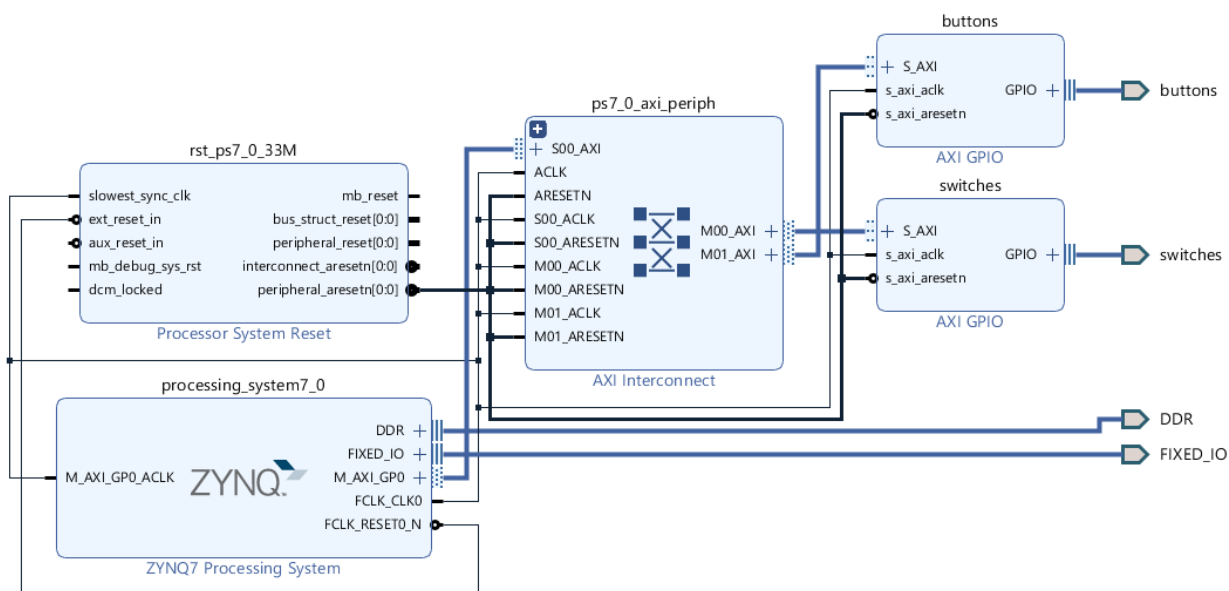 buttons
S_AXI
s_axi_aclk
s_axi_aresetn
GPIO
buttons
AXI GPIO
ps7_0_axi_periph
S00_AXI
ACLK
ARESETN
S00_ACLK
S00_ARESETN
M00_ACLK
M00_ARESETN
M01_ACLK
M01_ARESETN
M00_AXI
M01_AXI
AXI Interconnect
rst_ps7_0_33M
slowest_sync_clk
ext_reset_in
aux_reset_in
mb_debug_sys_rst
dcm_locked
mb_reset
bus_struct_reset[0:0]
peripheral_reset[0:0]
interconnect_aresetn[0:0]
peripheral_aresetn[0:0]
Processor System Reset
switches
S_AXI
s_axi_aclk
s_axi_aresetn
GPIO
switches
AXI GPIO
processing_system7_0
M_AXI_GP0_ACLK
ZYNQ
DDR
FIXED_IO
M_AXI_GP0
FCLK_CLK0
FCLK_RESET0_N
ZYNQ7 Processing System
DDR
FIXED_IO